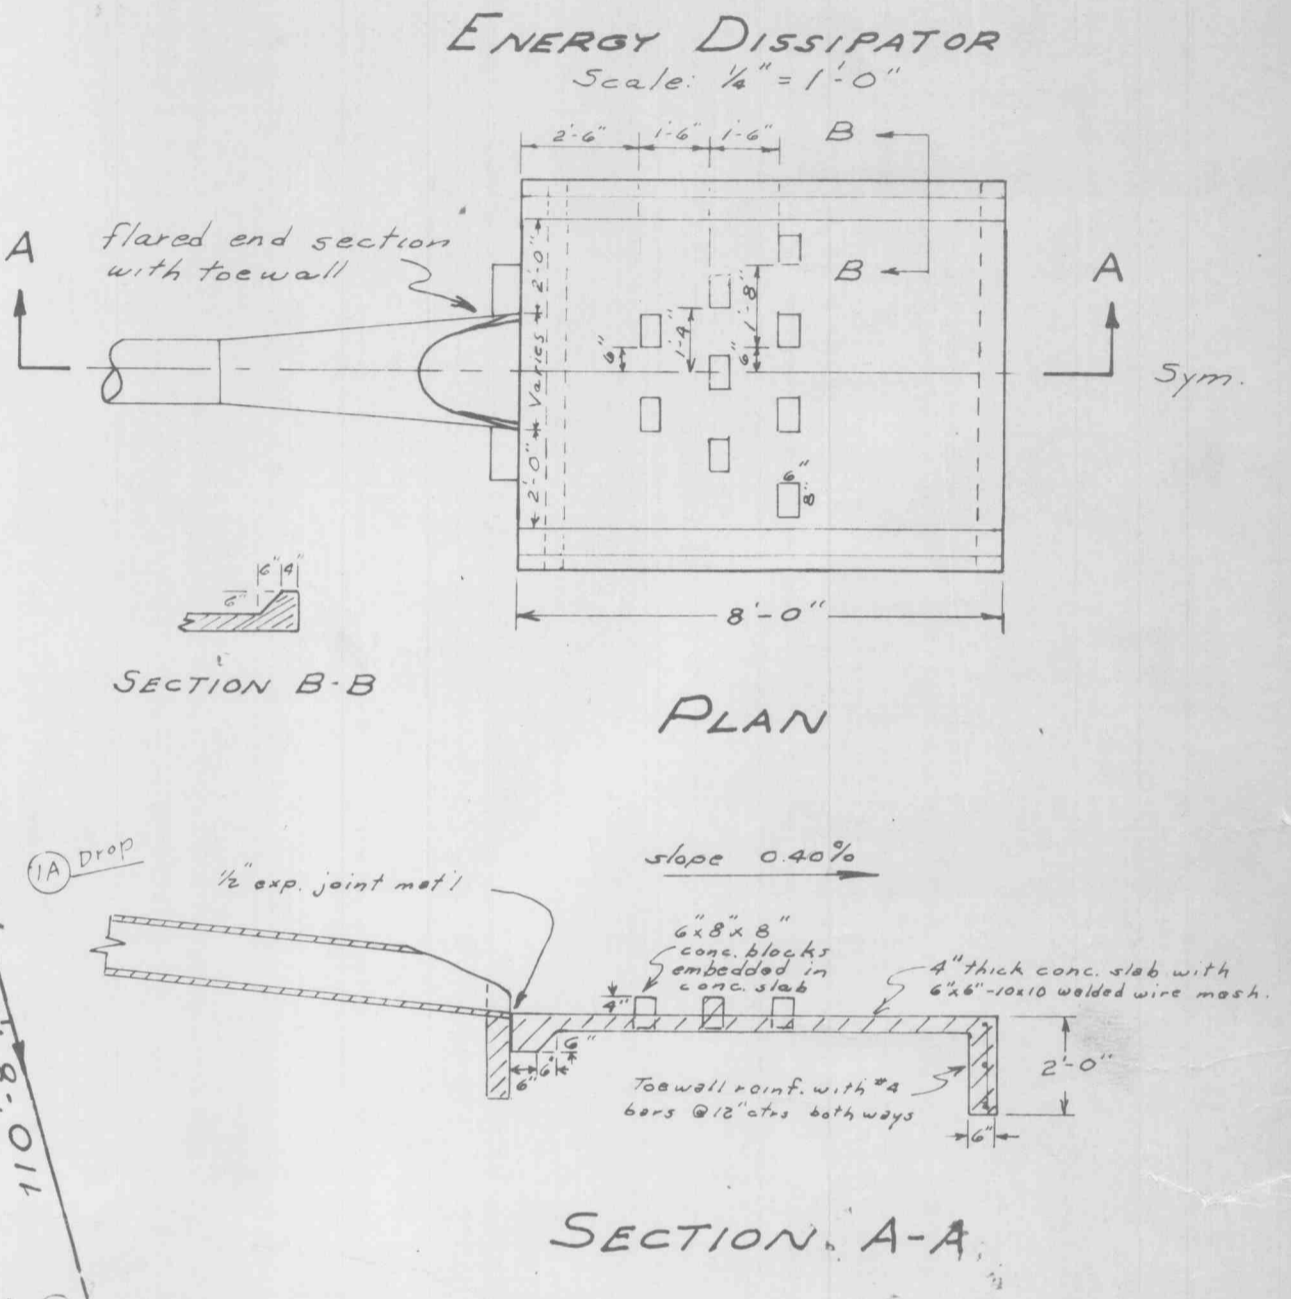 ENERGY DISSIPATOR
Scale: 1/4" = 1'-0"
2'-6" 1'-6" 1'-6"
B
B
A
flared end section
with toewall
2'-0"
Varies
2'-0"
6"
1'-4"
1'-8"
6"
6"
8"
A
Sym.
6" 4"
6"
SECTION B-B
8'-0"
PLAN
1A Drop
1/2" exp. joint mat'l
slope 0.40%
6"x8"x8"
conc. blocks
embedded in
conc. slab
4"
4" thick conc. slab with
6"x6"-10x10 welded wire mesh.
6"
6" 6"
Toewall reinf. with #4
bars @ 12" ctrs both ways
2'-0"
6"
SECTION A-A